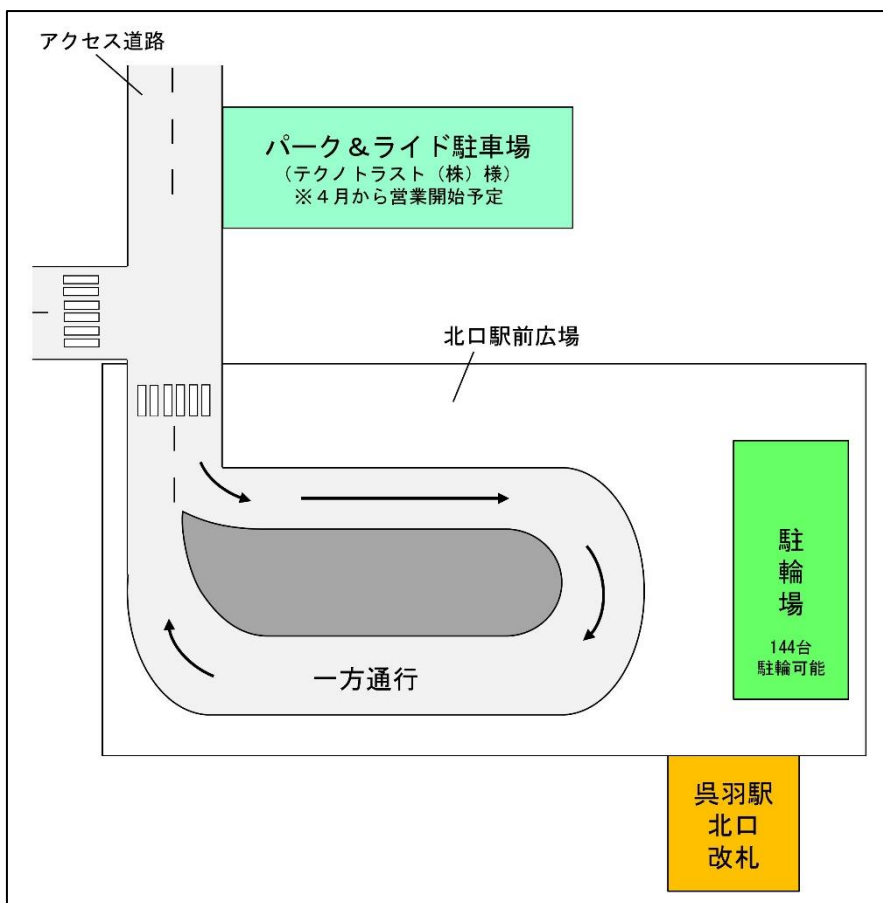 アクセス道路
パーク＆ライド駐車場
（テクノトラスト（株）様）
※４月から営業開始予定
北口駅前広場
駐輪場
144台
駐輪可能
一方通行
呉羽駅
北口
改札